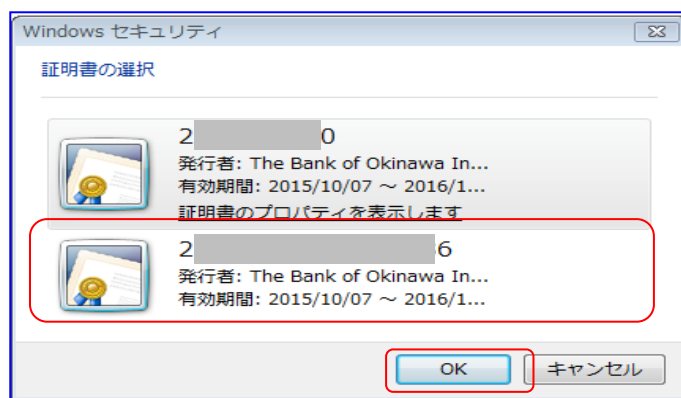 Windows セキュリティ
証明書の選択
2 0
発行者: The Bank of Okinawa In...
有効期間: 2015/10/07 ～ 2016/1...
証明書のプロパティを表示します
2 6
発行者: The Bank of Okinawa In...
有効期間: 2015/10/07 ～ 2016/1...
OK キャンセル